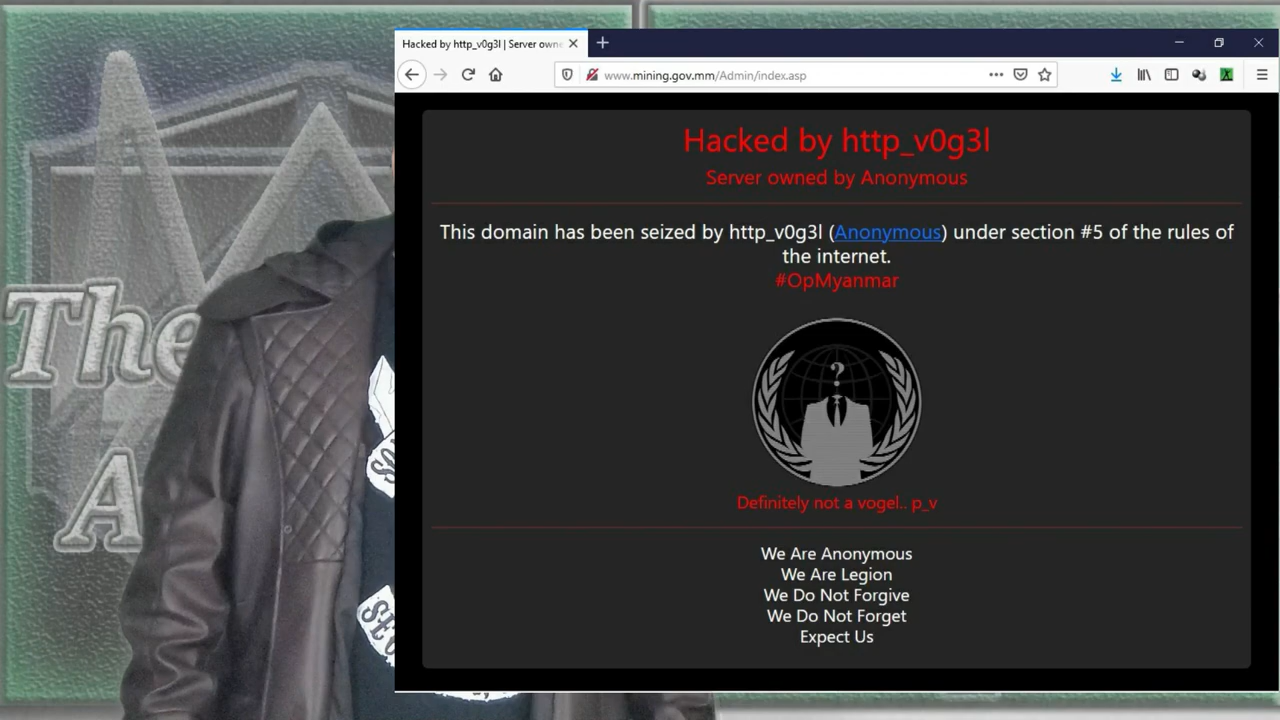 Hacked by http_v0g3l | Server owne
www.mining.gov.mm/Admin/index.asp
Hacked by http_v0g3l
Server owned by Anonymous
This domain has been seized by http_v0g3l (Anonymous) under section #5 of the rules of
the internet.
#OpMyanmar
?
Definitely not a vogel.. p_v
We Are Anonymous
We Are Legion
We Do Not Forgive
We Do Not Forget
Expect Us
The
A